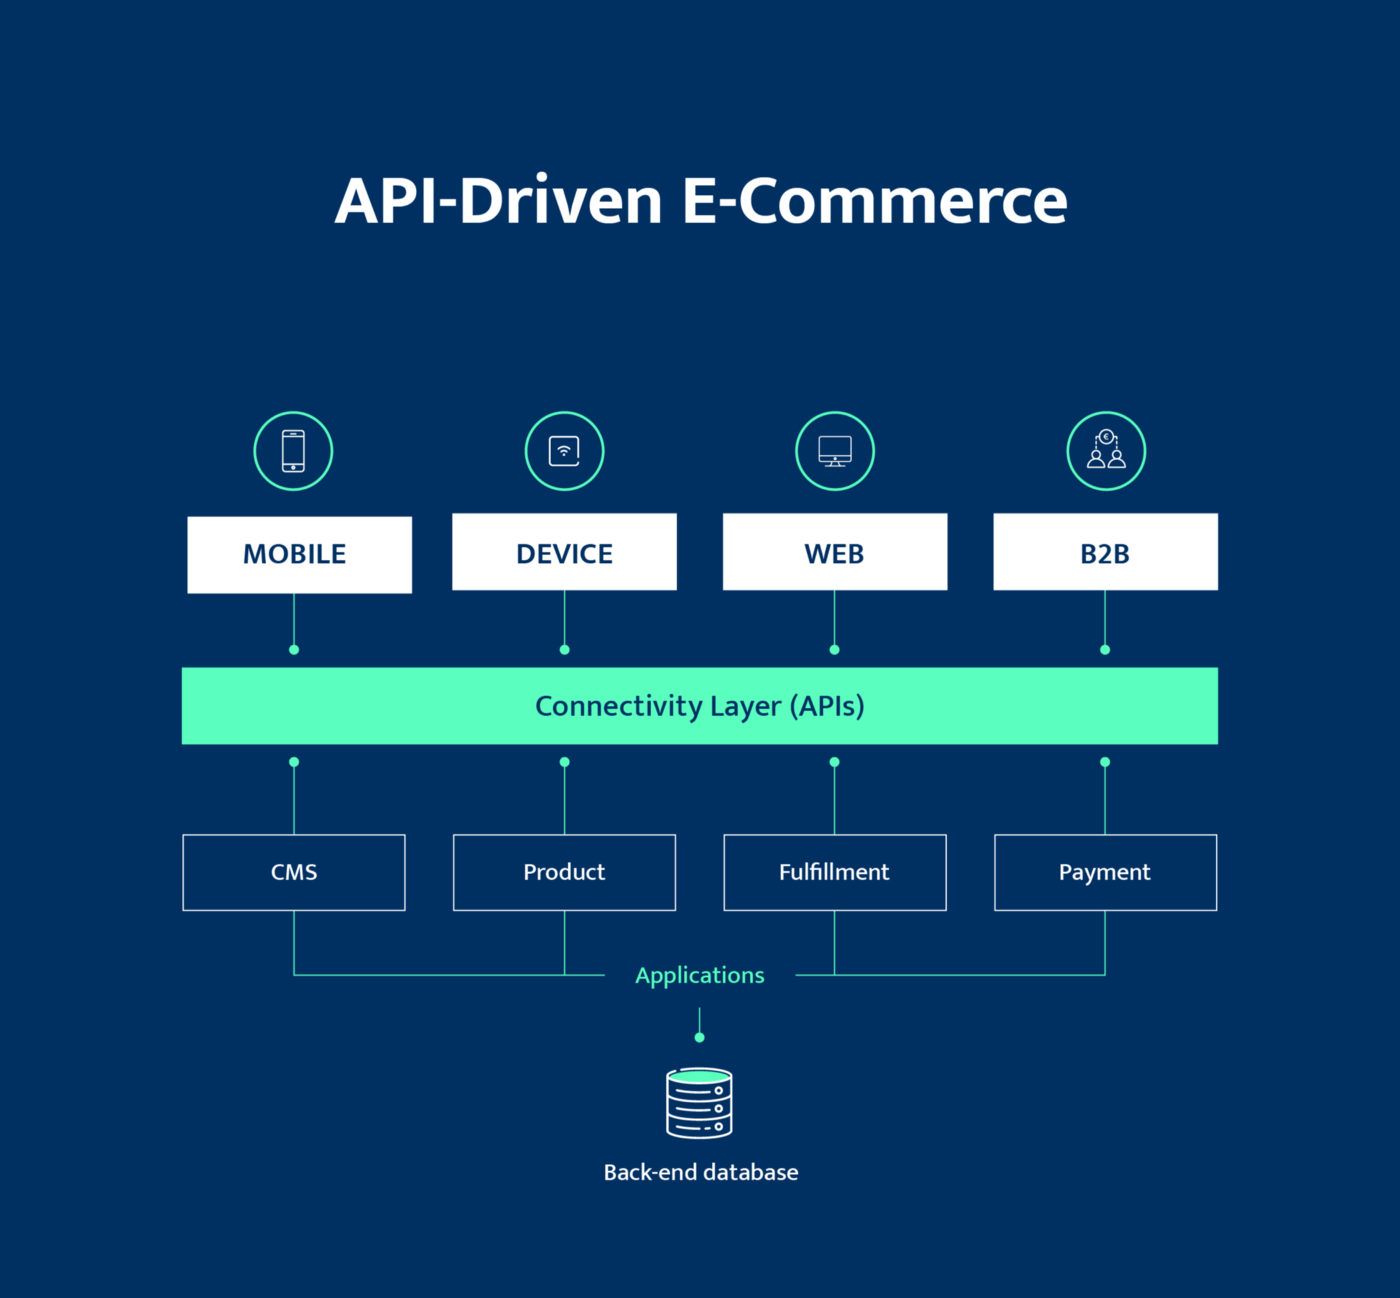 API-Driven E-Commerce
MOBILE
DEVICE
WEB
B2B
Connectivity Layer (APIs)
CMS
Product
Fulfillment
Payment
Applications
Back-end database